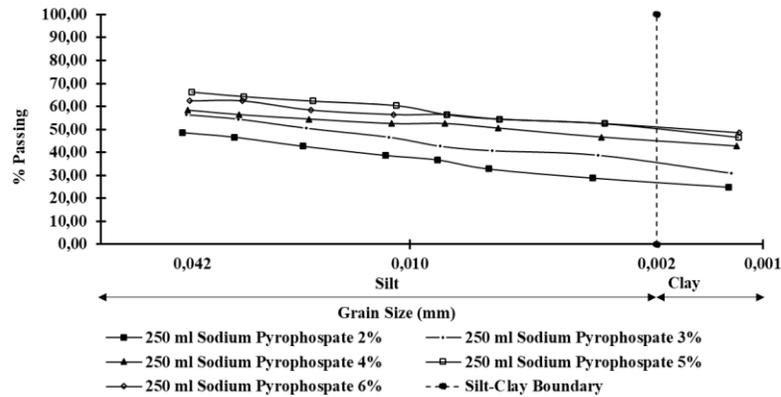 100,00
90,00
80,00
70,00
60,00
50,00
40,00
30,00
20,00
10,00
0,00
% Passing
0,042 0,010 0,002 0,001
Silt Clay
Grain Size (mm)
250 ml Sodium Pyrophospate 2% 250 ml Sodium Pyrophospate 3%
250 ml Sodium Pyrophospate 4% 250 ml Sodium Pyrophospate 5%
250 ml Sodium Pyrophospate 6% Silt-Clay Boundary